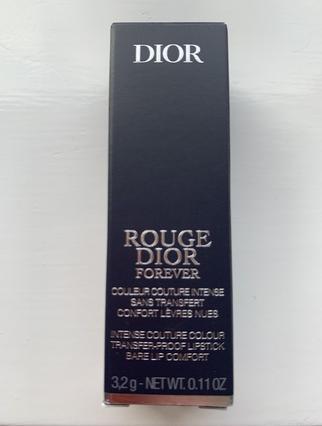 DIOR
ROUGE
DIOR
FOREVER
COULEUR COUTURE INTENSE
SANS TRANSFERT
CONFORT LÈVRES NUES
INTENSE COUTURE COLOUR
TRANSFER-PROOF LIPSTICK
BARE LIP COMFORT
3,2 g - NET WT. 0.11 OZ